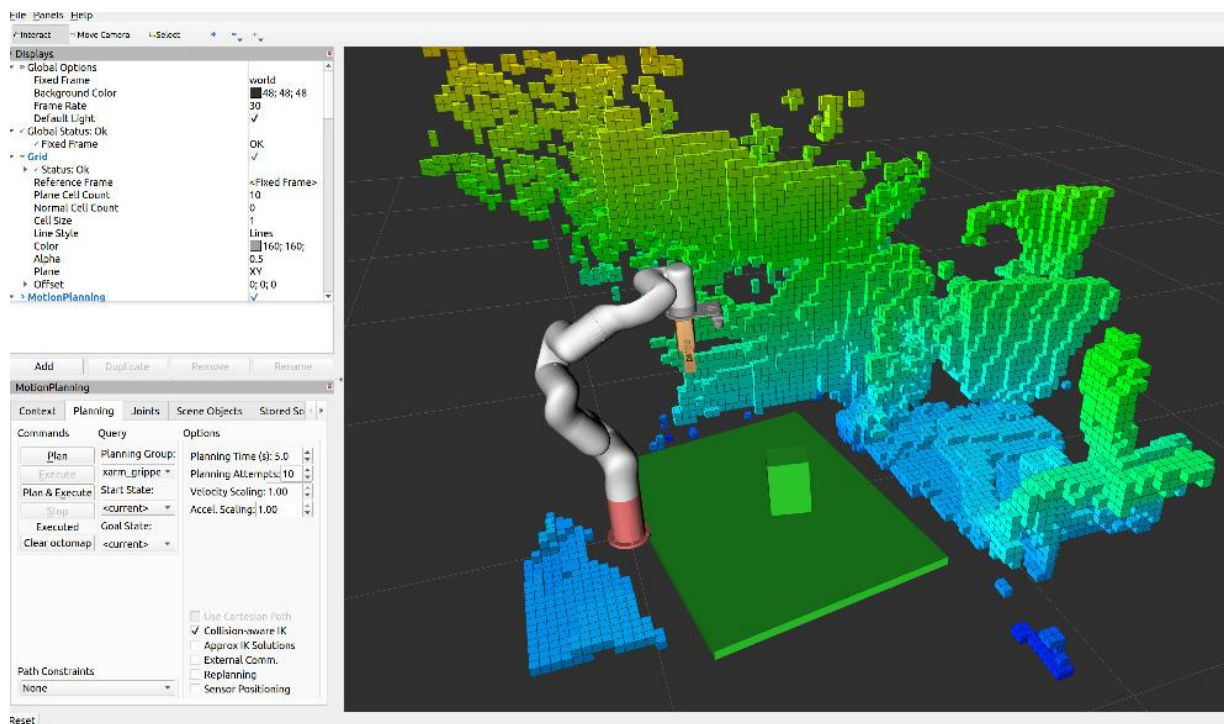 File Panels Help
Interact Move Camera Select
Displays
Global Options
Fixed Frame world
Background Color 48; 48; 48
Frame Rate 30
Default Light ✓
Global Status: Ok
Fixed Frame OK
Grid ✓
Status: Ok
Reference Frame <Fixed Frame>
Plane Cell Count 10
Normal Cell Count 0
Cell Size 1
Line Style Lines
Color 160; 160;
Alpha 0.5
Plane XY
Offset 0; 0; 0
MotionPlanning ✓
Add Duplicate Remove Rename
MotionPlanning
Context Planning Joints Scene Objects Stored So
Commands Query Options
Plan Planning Group: Planning Time (s): 5.0
Execute xarm_grippe Planning Attempts: 10
Plan & Execute Start State: Velocity Scaling: 1.00
Stop <current> Accel. Scaling: 1.00
Executed Goal State:
Clear octomap <current>
Use Cartesian Path
✓ Collision-aware IK
Approx IK Solutions
External Comm.
Path Constraints Replanning
None Sensor Positioning
Reset